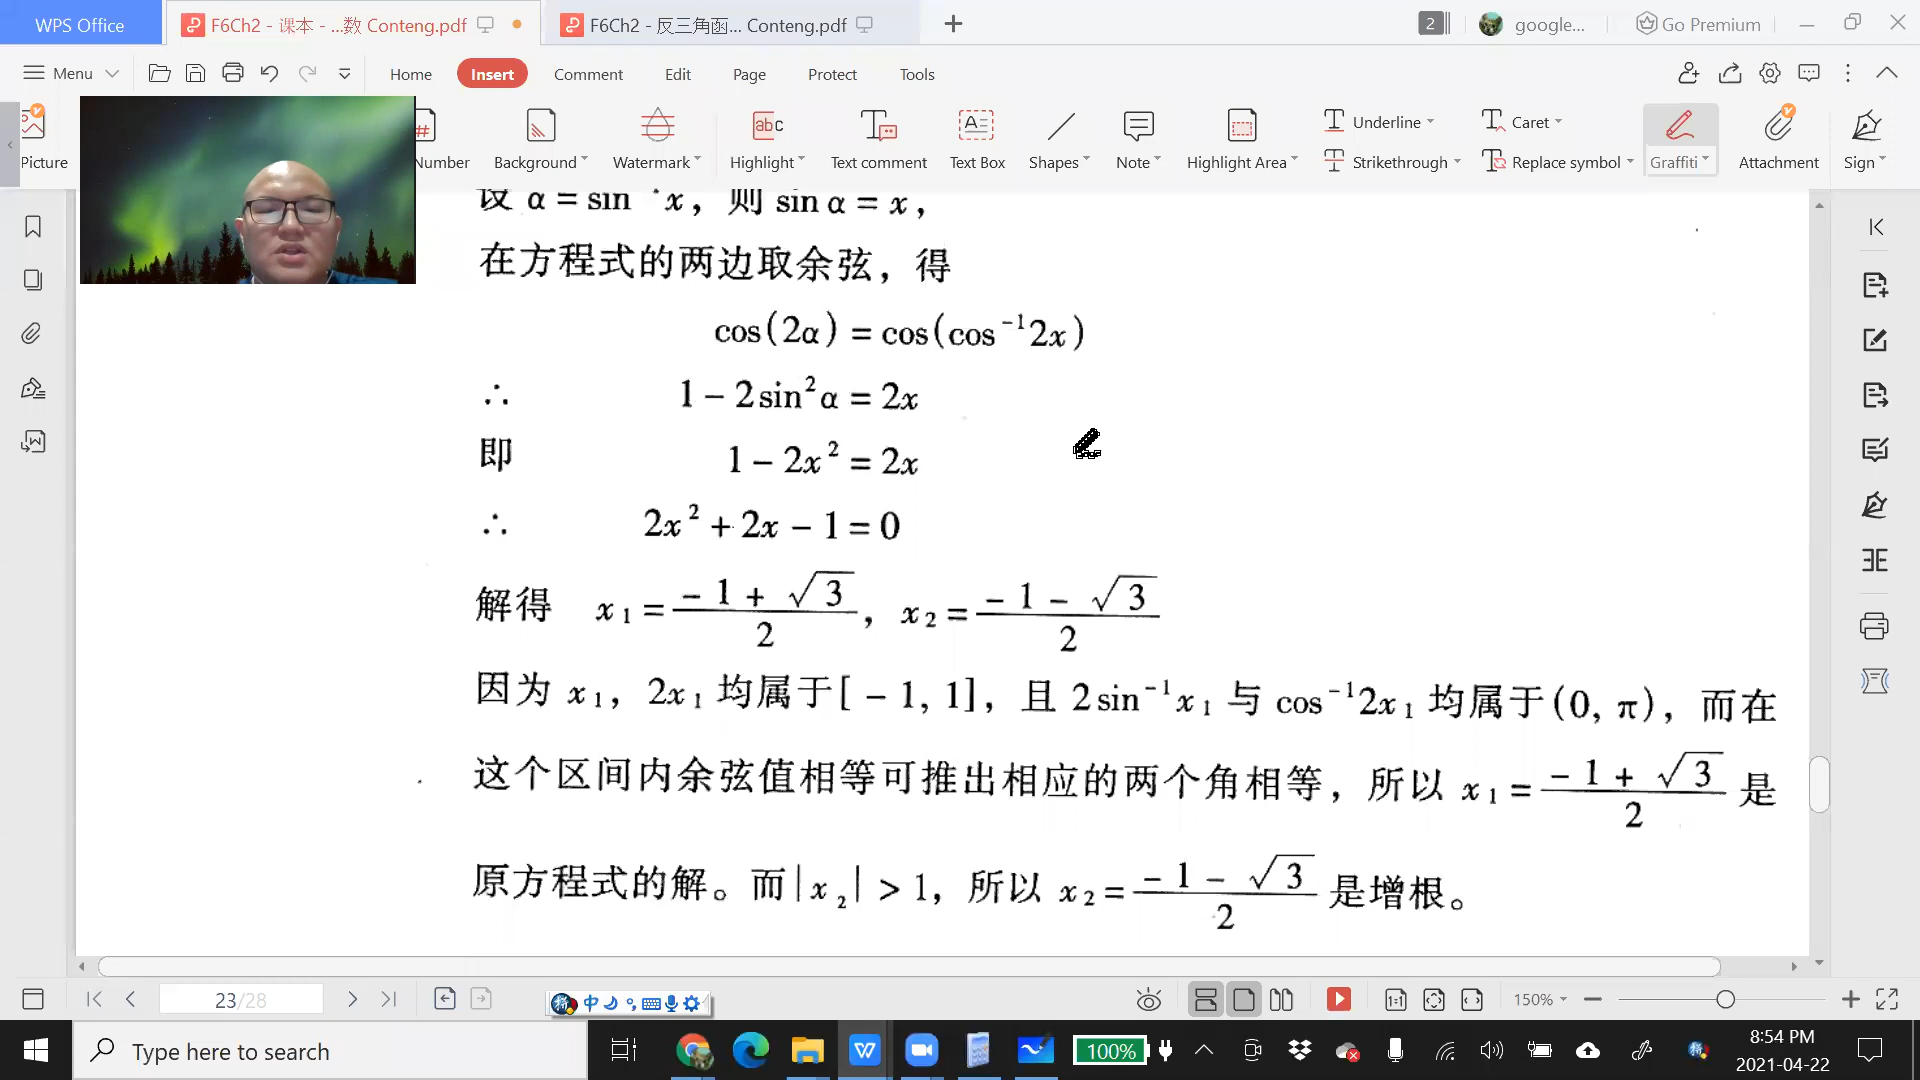 WPS Office
F6Ch2 - 课本 - ...数 Conteng.pdf
F6Ch2 - 反三角函... Conteng.pdf
2
google...
Go Premium
Menu
Home
Insert
Comment
Edit
Page
Protect
Tools
Picture
Number
Background
Watermark
Highlight
Text comment
Text Box
Shapes
Note
Highlight Area
Underline
Strikethrough
Caret
Replace symbol
Graffiti
Attachment
Sign
设 α = sin⁻¹x，则 sin α = x，
在方程式的两边取余弦，得
cos(2α) = cos(cos⁻¹2x)
∴ 1 − 2sin²α = 2x
即 1 − 2x² = 2x
∴ 2x² + 2x − 1 = 0
解得 x₁ = (−1 + √3)/2，x₂ = (−1 − √3)/2
因为 x₁，2x₁ 均属于[−1, 1]，且 2sin⁻¹x₁ 与 cos⁻¹2x₁ 均属于(0, π)，而在
这个区间内余弦值相等可推出相应的两个角相等，所以 x₁ = (−1 + √3)/2 是
原方程式的解。而|x₂| > 1，所以 x₂ = (−1 − √3)/2 是增根。
23/28
中
1:1
150%
Type here to search
100%
8:54 PM
2021-04-22